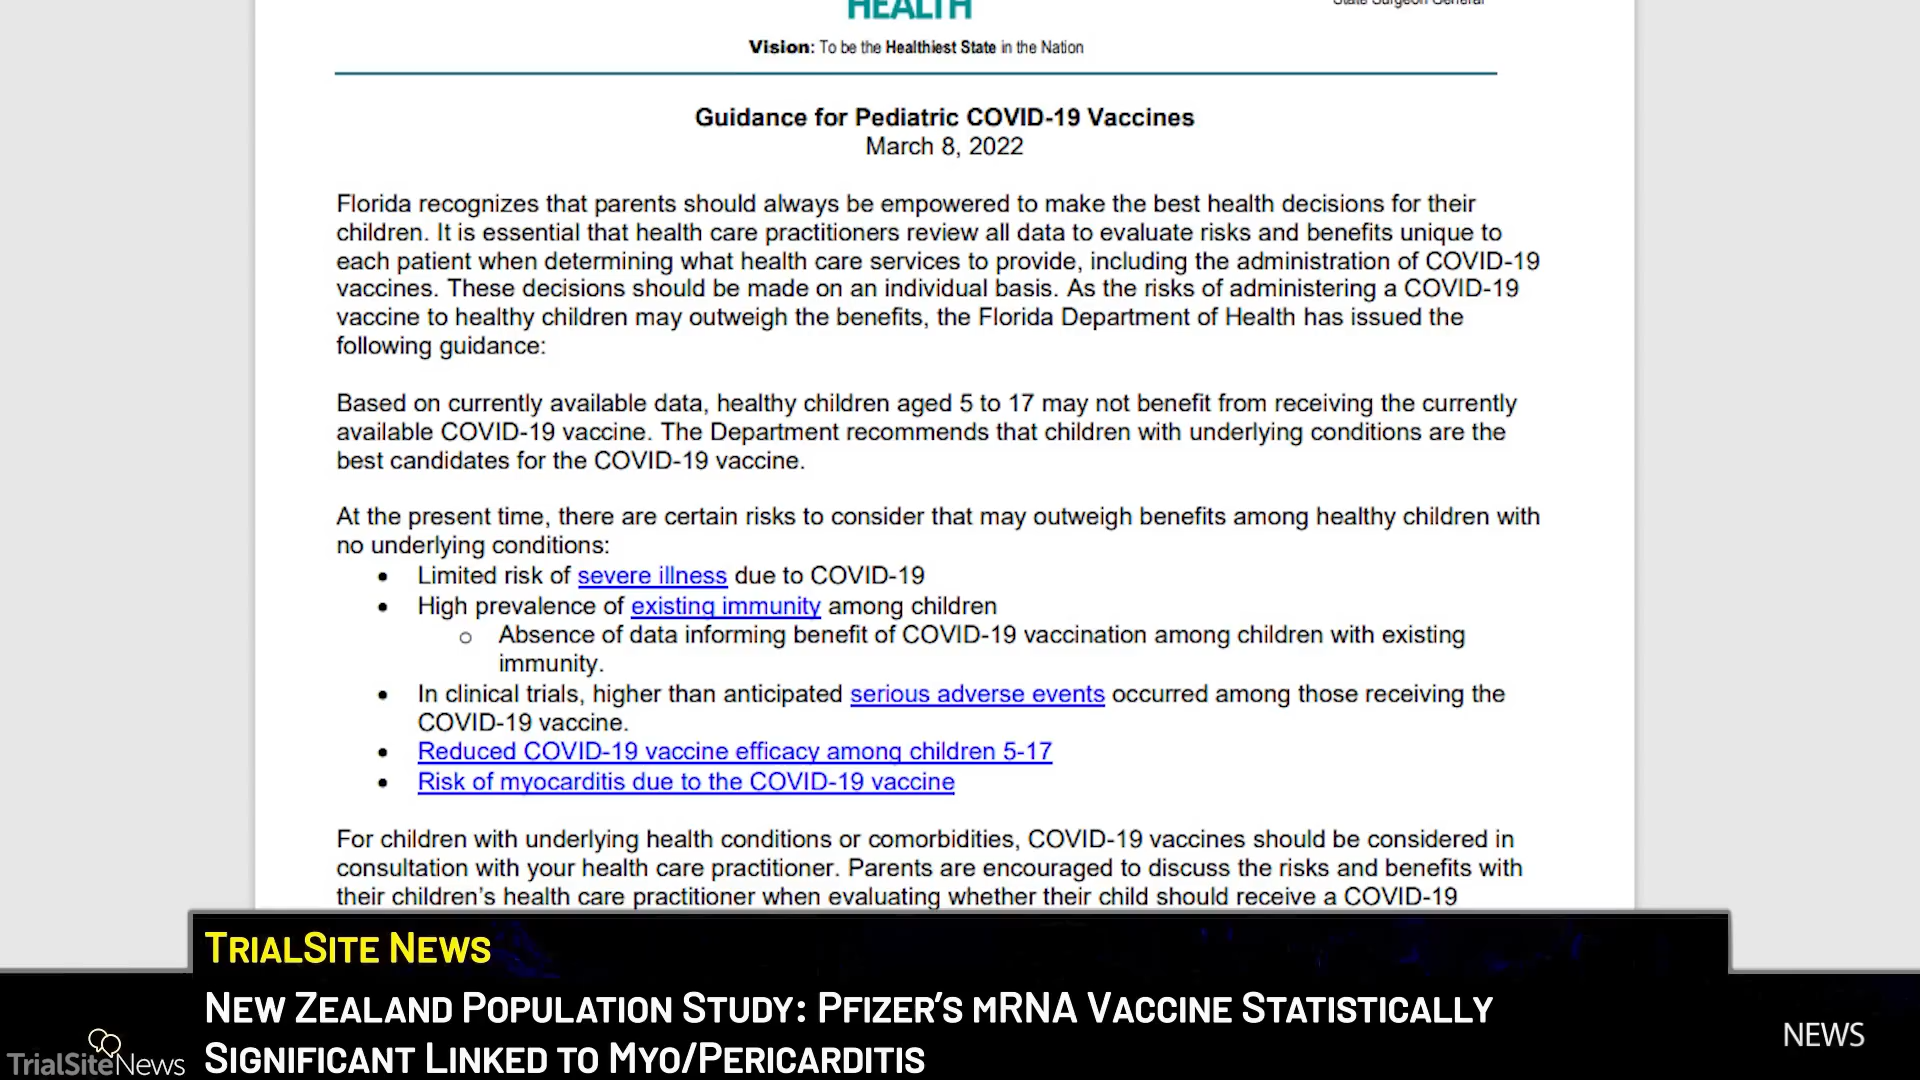 HEALTH
State Surgeon General
Vision: To be the Healthiest State in the Nation
Guidance for Pediatric COVID-19 Vaccines
March 8, 2022
Florida recognizes that parents should always be empowered to make the best health decisions for their
children. It is essential that health care practitioners review all data to evaluate risks and benefits unique to
each patient when determining what health care services to provide, including the administration of COVID-19
vaccines. These decisions should be made on an individual basis. As the risks of administering a COVID-19
vaccine to healthy children may outweigh the benefits, the Florida Department of Health has issued the
following guidance:
Based on currently available data, healthy children aged 5 to 17 may not benefit from receiving the currently
available COVID-19 vaccine. The Department recommends that children with underlying conditions are the
best candidates for the COVID-19 vaccine.
At the present time, there are certain risks to consider that may outweigh benefits among healthy children with
no underlying conditions:
• Limited risk of severe illness due to COVID-19
• High prevalence of existing immunity among children
o Absence of data informing benefit of COVID-19 vaccination among children with existing
immunity.
• In clinical trials, higher than anticipated serious adverse events occurred among those receiving the
COVID-19 vaccine.
• Reduced COVID-19 vaccine efficacy among children 5-17
• Risk of myocarditis due to the COVID-19 vaccine
For children with underlying health conditions or comorbidities, COVID-19 vaccines should be considered in
consultation with your health care practitioner. Parents are encouraged to discuss the risks and benefits with
their children's health care practitioner when evaluating whether their child should receive a COVID-19
TRIALSITE NEWS
NEW ZEALAND POPULATION STUDY: PFIZER'S MRNA VACCINE STATISTICALLY
SIGNIFICANT LINKED TO MYO/PERICARDITIS
TrialSiteNews
NEWS